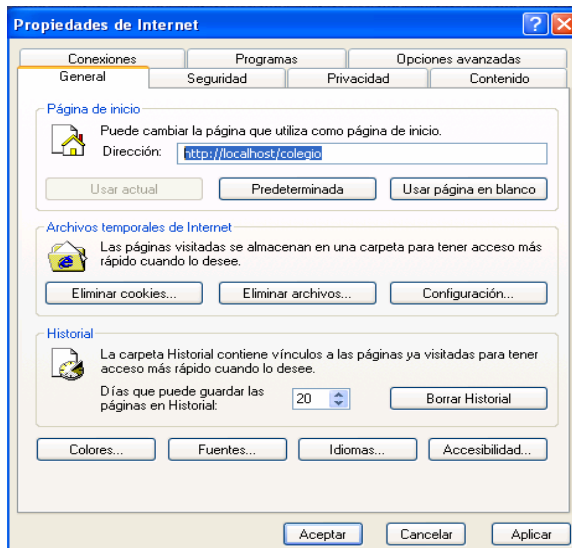 Propiedades de Internet
Conexiones Programas Opciones avanzadas
General Seguridad Privacidad Contenido
Página de inicio
Puede cambiar la página que utiliza como página de inicio.
Dirección: http://localhost/colegio
Usar actual Predeterminada Usar página en blanco
Archivos temporales de Internet
Las páginas visitadas se almacenan en una carpeta para tener acceso más
rápido cuando lo desee.
Eliminar cookies... Eliminar archivos... Configuración...
Historial
La carpeta Historial contiene vínculos a las páginas ya visitadas para tener
acceso más rápido cuando lo desee.
Días que puede guardar las
páginas en Historial: 20 Borrar Historial
Colores... Fuentes... Idiomas... Accesibilidad...
Aceptar Cancelar Aplicar